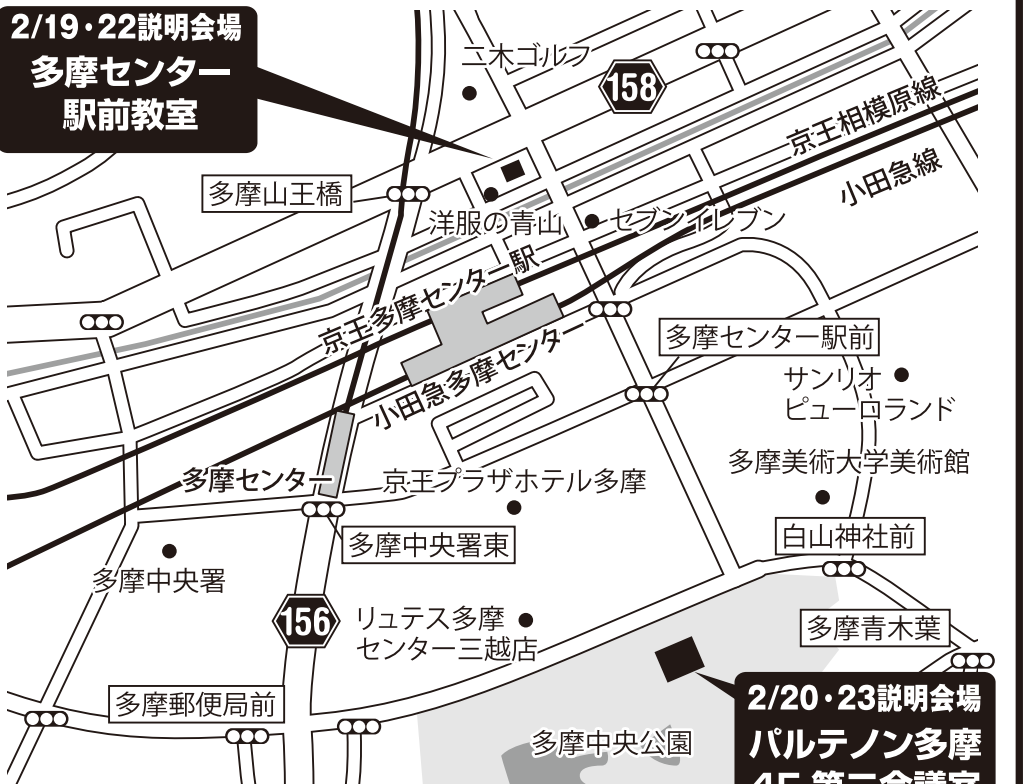 2/19・22説明会場
多摩センター
駅前教室
二木ゴルフ
158
京王相模原線
小田急線
多摩山王橋
洋服の青山
セブンイレブン
京王多摩センター駅
小田急多摩センター
多摩センター駅前
サンリオ
ピューロランド
多摩センター
京王プラザホテル多摩
多摩美術大学美術館
多摩中央署東
白山神社前
多摩中央署
156
リュテス多摩
センター三越店
多摩青木葉
多摩郵便局前
2/20・23説明会場
パルテノン多摩
多摩中央公園